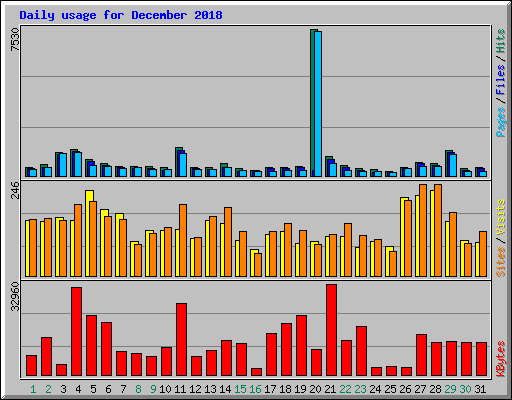 Daily usage for December 2018
7530
Pages / Files / Hits
246
Sites / Visits
32960
KBytes
1 2 3 4 5 6 7 8 9 10 11 12 13 14 15 16 17 18 19 20 21 22 23 24 25 26 27 28 29 30 31